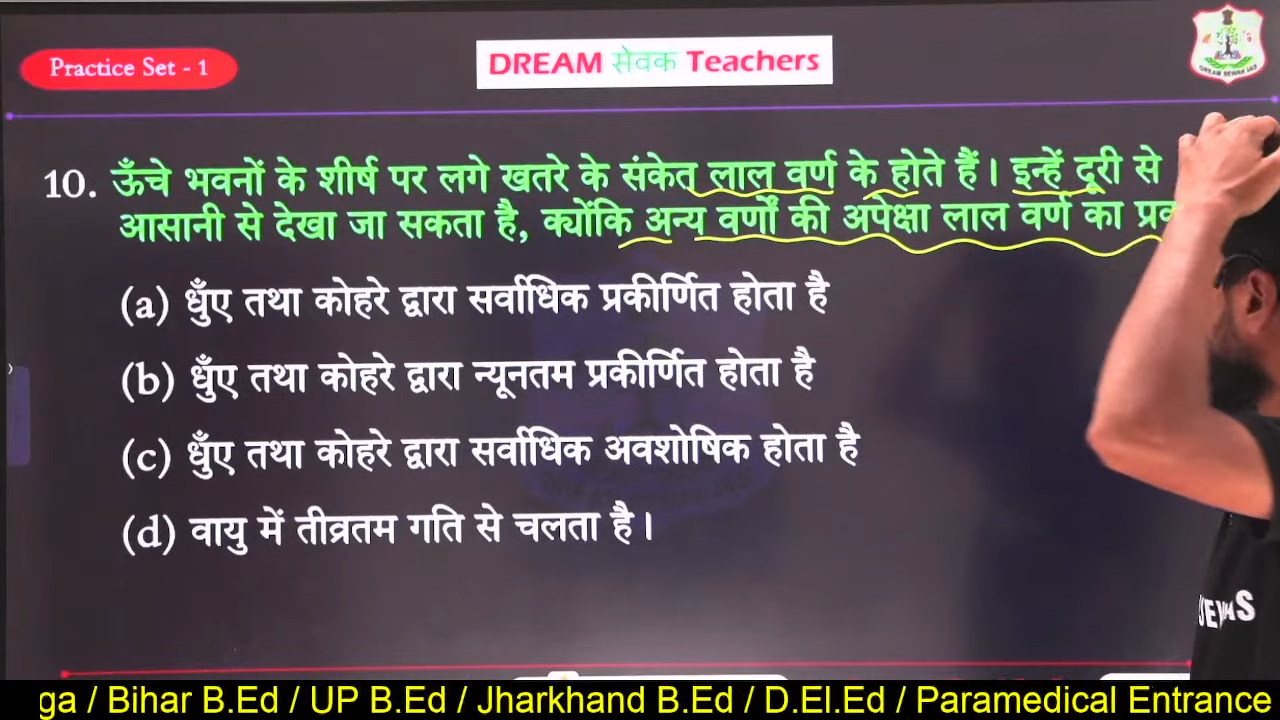 Practice Set - 1
DREAM सेवक Teachers
10. ऊँचे भवनों के शीर्ष पर लगे खतरे के संकेत लाल वर्ण के होते हैं। इन्हें दूरी से
आसानी से देखा जा सकता है, क्योंकि अन्य वर्णों की अपेक्षा लाल वर्ण का
(a) धुँए तथा कोहरे द्वारा सर्वाधिक प्रकीर्णित होता है
(b) धुँए तथा कोहरे द्वारा न्यूनतम प्रकीर्णित होता है
(c) धुँए तथा कोहरे द्वारा सर्वाधिक अवशोषिक होता है
(d) वायु में तीव्रतम गति से चलता है।
ga / Bihar B.Ed / UP B.Ed / Jharkhand B.Ed / D.El.Ed / Paramedical Entrance